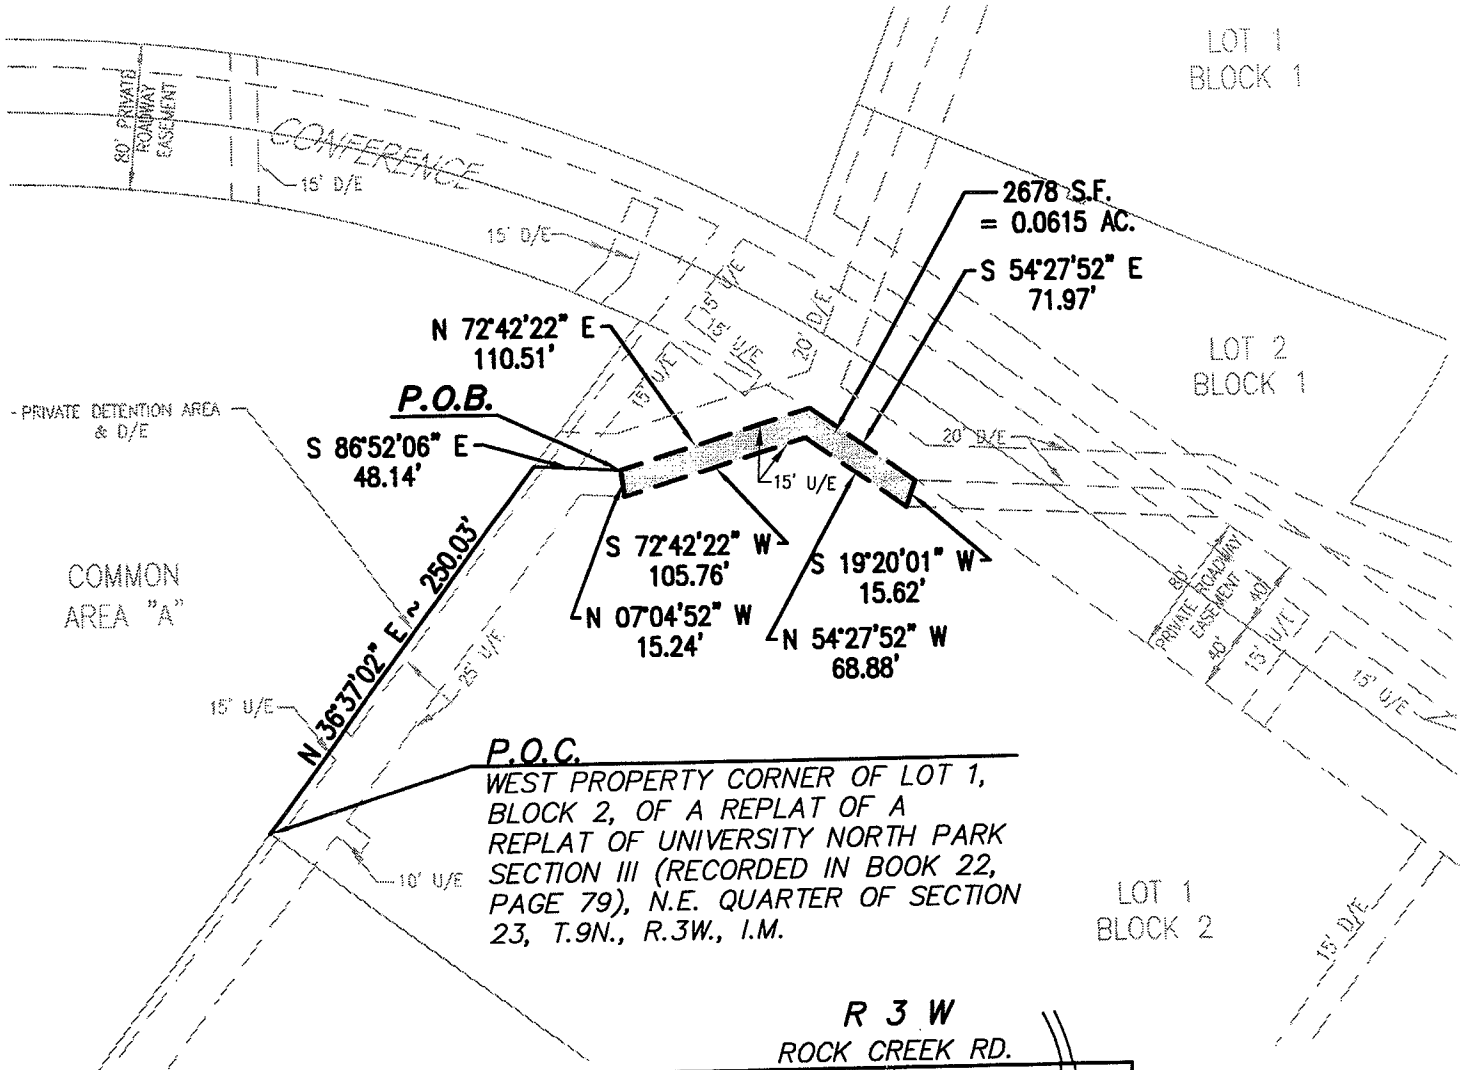 LOT 1
BLOCK 1
80' PRIVATE
ROADWAY
EASEMENT
CONFERENCE
15' D/E
15' D/E
2678 S.F.
= 0.0615 AC.
S 54°27'52" E
71.97'
15' U/E
15' U/E
20' D/E
15' U/E
N 72°42'22" E
110.51'
LOT 2
BLOCK 1
P.O.B.
- PRIVATE DETENTION AREA
& D/E
S 86°52'06" E
48.14'
20' D/E
15' U/E
S 72°42'22" W
105.76'
S 19°20'01" W
15.62'
N 07°04'52" W
15.24'
N 54°27'52" W
68.88'
COMMON
AREA "A"
N 36°37'02" E ~ 250.03'
25' U/E
15' U/E
80'
PRIVATE ROADWAY
EASEMENT
40'
40'
15' U/E
15' U/E
P.O.C.
WEST PROPERTY CORNER OF LOT 1,
BLOCK 2, OF A REPLAT OF A
REPLAT OF UNIVERSITY NORTH PARK
SECTION III (RECORDED IN BOOK 22,
PAGE 79), N.E. QUARTER OF SECTION
23, T.9N., R.3W., I.M.
10' U/E
LOT 1
BLOCK 2
15' D/E
R 3 W
ROCK CREEK RD.